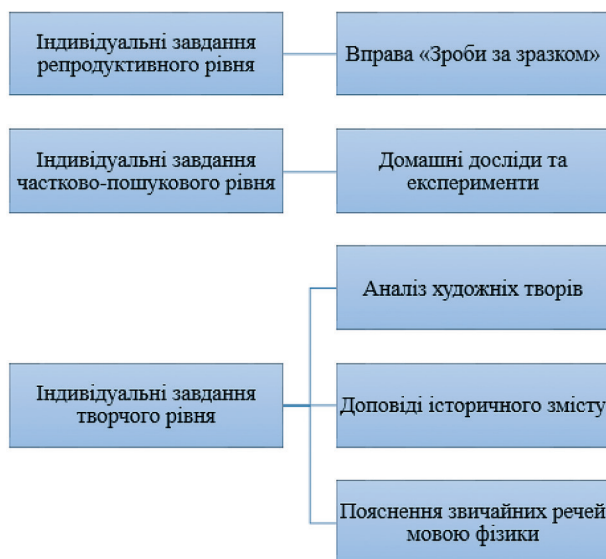 Індивідуальні завдання
репродуктивного рівня
Вправа «Зроби за зразком»
Індивідуальні завдання
частково-пошукового рівня
Домашні досліди та
експерименти
Індивідуальні завдання
творчого рівня
Аналіз художніх творів
Доповіді історичного змісту
Пояснення звичайних речей
мовою фізики